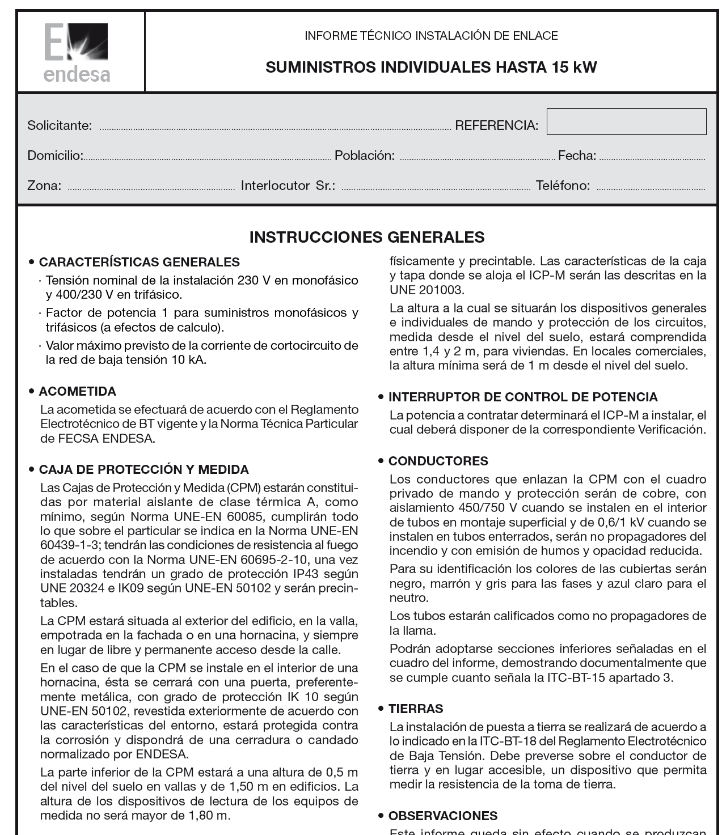 endesa
INFORME TÉCNICO INSTALACIÓN DE ENLACE
SUMINISTROS INDIVIDUALES HASTA 15 kW
Solicitante: REFERENCIA:
Domicilio: Población: Fecha:
Zona: Interlocutor Sr.: Teléfono:
INSTRUCCIONES GENERALES
• CARACTERÍSTICAS GENERALES
· Tensión nominal de la instalación 230 V en monofásico
y 400/230 V en trifásico.
· Factor de potencia 1 para suministros monofásicos y
trifásicos (a efectos de calculo).
· Valor máximo previsto de la corriente de cortocircuito de
la red de baja tensión 10 kA.
• ACOMETIDA
La acometida se efectuará de acuerdo con el Reglamento
Electrotécnico de BT vigente y la Norma Técnica Particular
de FECSA ENDESA.
• CAJA DE PROTECCIÓN Y MEDIDA
Las Cajas de Protección y Medida (CPM) estarán constitui-
das por material aislante de clase térmica A, como
mínimo, según Norma UNE-EN 60085, cumplirán todo
lo que sobre el particular se indica en la Norma UNE-EN
60439-1-3; tendrán las condiciones de resistencia al fuego
de acuerdo con la Norma UNE-EN 60695-2-10, una vez
instaladas tendrán un grado de protección IP43 según
UNE 20324 e IK09 según UNE-EN 50102 y serán precin-
tables.
La CPM estará situada al exterior del edificio, en la valla,
empotrada en la fachada o en una hornacina, y siempre
en lugar de libre y permanente acceso desde la calle.
En el caso de que la CPM se instale en el interior de una
hornacina, ésta se cerrará con una puerta, preferente-
mente metálica, con grado de protección IK 10 según
UNE-EN 50102, revestida exteriormente de acuerdo con
las características del entorno, estará protegida contra
la corrosión y dispondrá de una cerradura o candado
normalizado por ENDESA.
La parte inferior de la CPM estará a una altura de 0,5 m
del nivel del suelo en vallas y de 1,50 m en edificios. La
altura de los dispositivos de lectura de los equipos de
medida no será mayor de 1,80 m.
físicamente y precintable. Las características de la caja
y tapa donde se aloja el ICP-M serán las descritas en la
UNE 201003.
La altura a la cual se situarán los dispositivos generales
e individuales de mando y protección de los circuitos,
medida desde el nivel del suelo, estará comprendida
entre 1,4 y 2 m, para viviendas. En locales comerciales,
la altura mínima será de 1 m desde el nivel del suelo.
• INTERRUPTOR DE CONTROL DE POTENCIA
La potencia a contratar determinará el ICP-M a instalar, el
cual deberá disponer de la correspondiente Verificación.
• CONDUCTORES
Los conductores que enlazan la CPM con el cuadro
privado de mando y protección serán de cobre, con
aislamiento 450/750 V cuando se instalen en el interior
de tubos en montaje superficial y de 0,6/1 kV cuando se
instalen en tubos enterrados, serán no propagadores del
incendio y con emisión de humos y opacidad reducida.
Para su identificación los colores de las cubiertas serán
negro, marrón y gris para las fases y azul claro para el
neutro.
Los tubos estarán calificados como no propagadores de
la llama.
Podrán adoptarse secciones inferiores señaladas en el
cuadro del informe, demostrando documentalmente que
se cumple cuanto señala la ITC-BT-15 apartado 3.
• TIERRAS
La instalación de puesta a tierra se realizará de acuerdo a
lo indicado en la ITC-BT-18 del Reglamento Electrotécnico
de Baja Tensión. Debe preverse sobre el conductor de
tierra y en lugar accesible, un dispositivo que permita
medir la resistencia de la toma de tierra.
• OBSERVACIONES
Este informe queda sin efecto cuando se produzcan